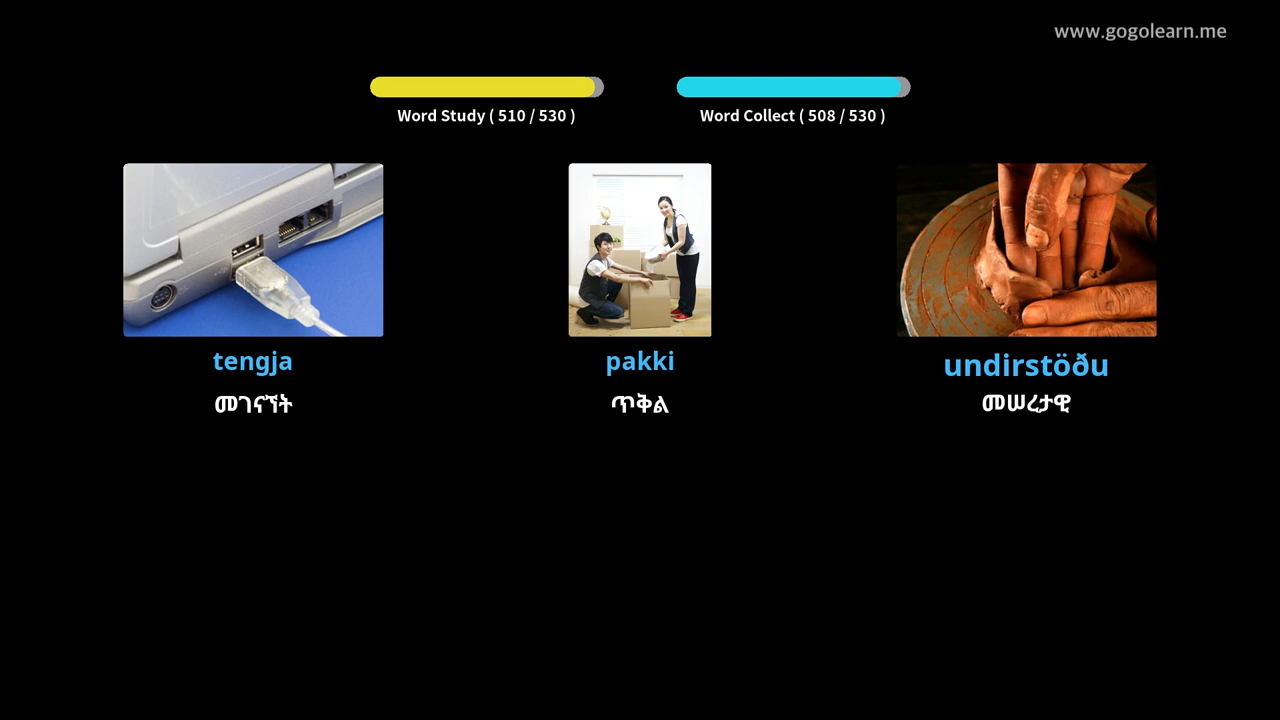 www.gogolearn.me
Word Study ( 510 / 530 )
Word Collect ( 508 / 530 )
tengja
pakki
undirstöðu
መገናኘት
ጥቅል
መሠረታዊ